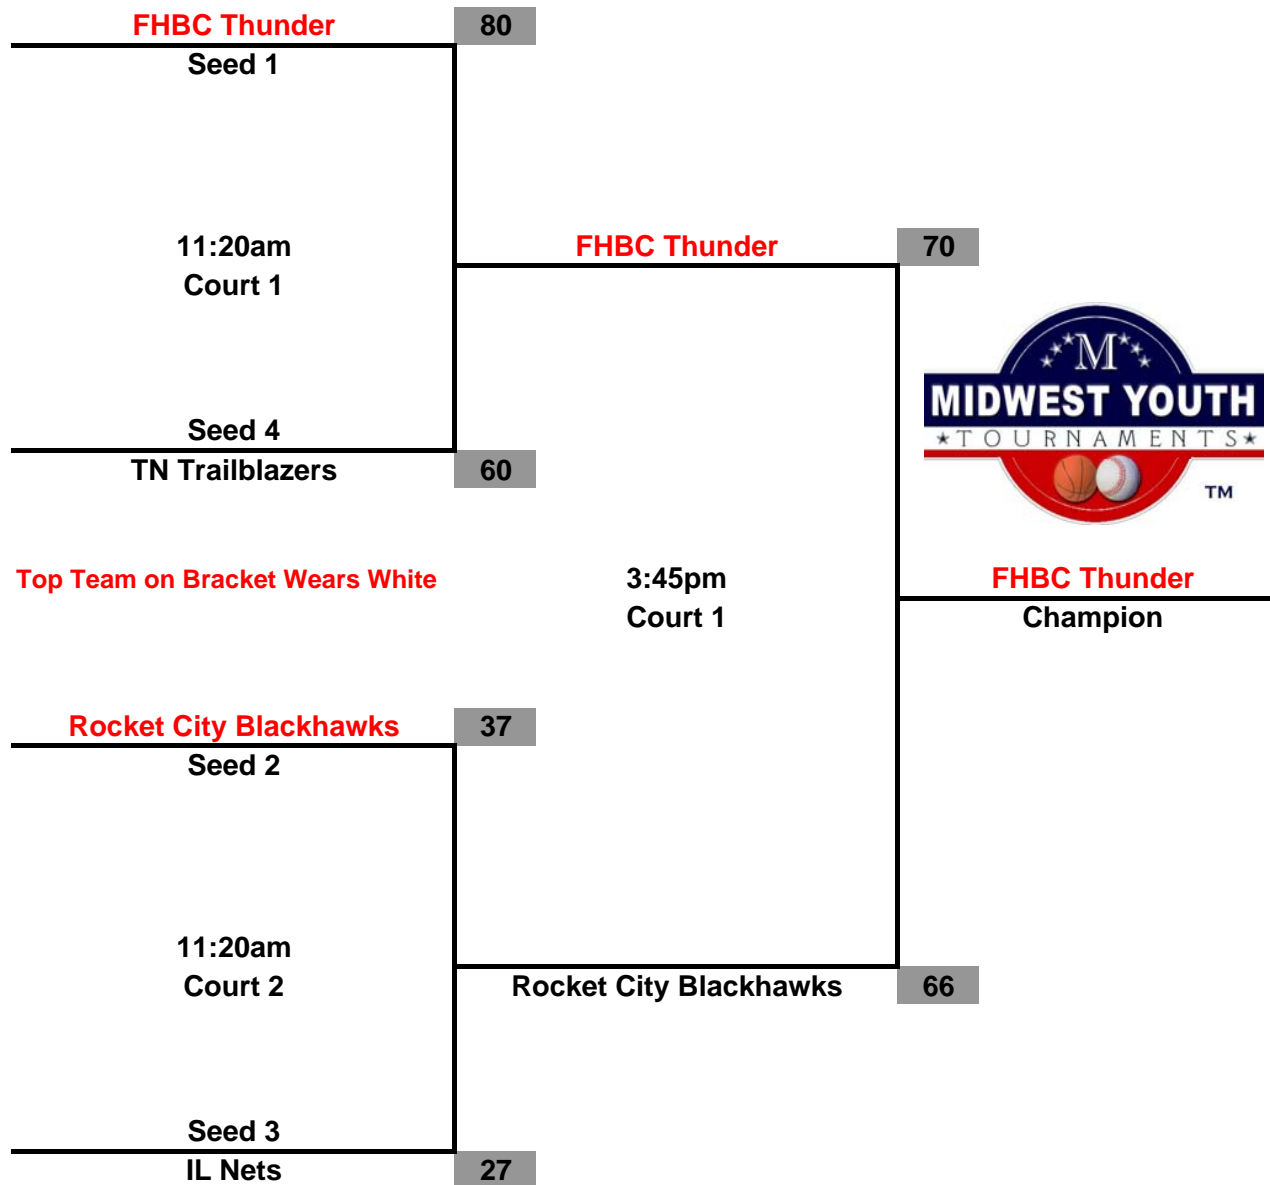 FHBC Thunder 80
Seed 1
11:20am
Court 1
FHBC Thunder 70
M
MIDWEST YOUTH
★TOURNAMENTS★
TM
Seed 4
TN Trailblazers 60
Top Team on Bracket Wears White
3:45pm
Court 1
FHBC Thunder
Champion
Rocket City Blackhawks 37
Seed 2
11:20am
Court 2
Rocket City Blackhawks 66
Seed 3
IL Nets 27